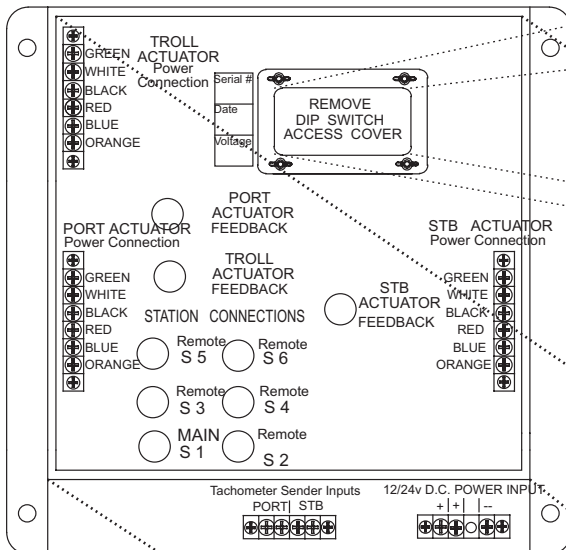 TROLL
ACTUATOR
Power
Connection
GREEN
WHITE
BLACK
RED
BLUE
ORANGE
Serial #
Date
Voltage
REMOVE
DIP SWITCH
ACCESS COVER
PORT
ACTUATOR
FEEDBACK
PORT ACTUATOR
Power Connection
GREEN
WHITE
BLACK
RED
BLUE
ORANGE
TROLL
ACTUATOR
FEEDBACK
STB ACTUATOR
Power Connection
GREEN
WHITE
BLACK
RED
BLUE
ORANGE
STB
ACTUATOR
FEEDBACK
STATION CONNECTIONS
Remote
S 5
Remote
S 6
Remote
S 3
Remote
S 4
MAIN
S 1
Remote
S 2
Tachometer Sender Inputs
PORT| STB
12/24v D.C. POWER INPUT
+ | + | | --